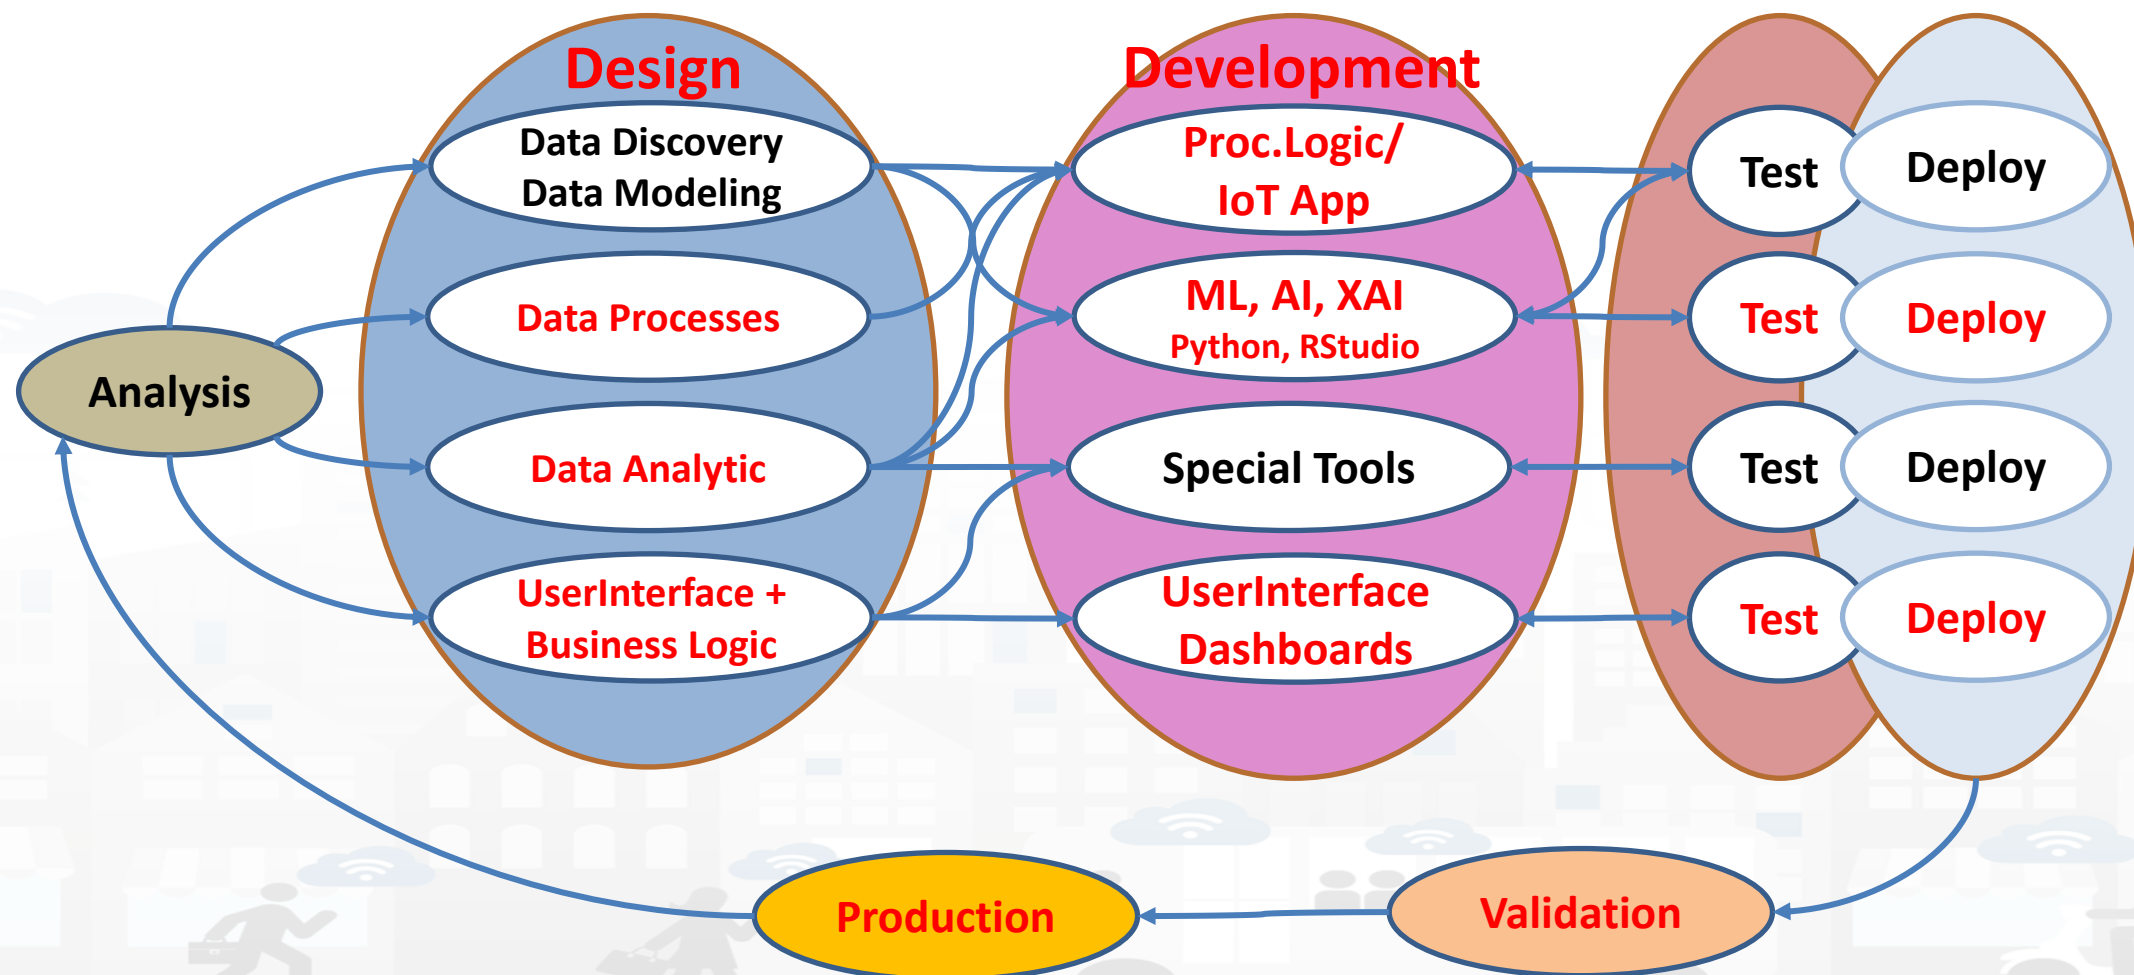 Design
Data Discovery
Data Modeling
Data Processes
Data Analytic
UserInterface +
Business Logic
Analysis
Development
Proc.Logic/
IoT App
ML, AI, XAI
Python, RStudio
Special Tools
UserInterface
Dashboards
Test
Deploy
Test
Deploy
Test
Deploy
Test
Deploy
Production
Validation